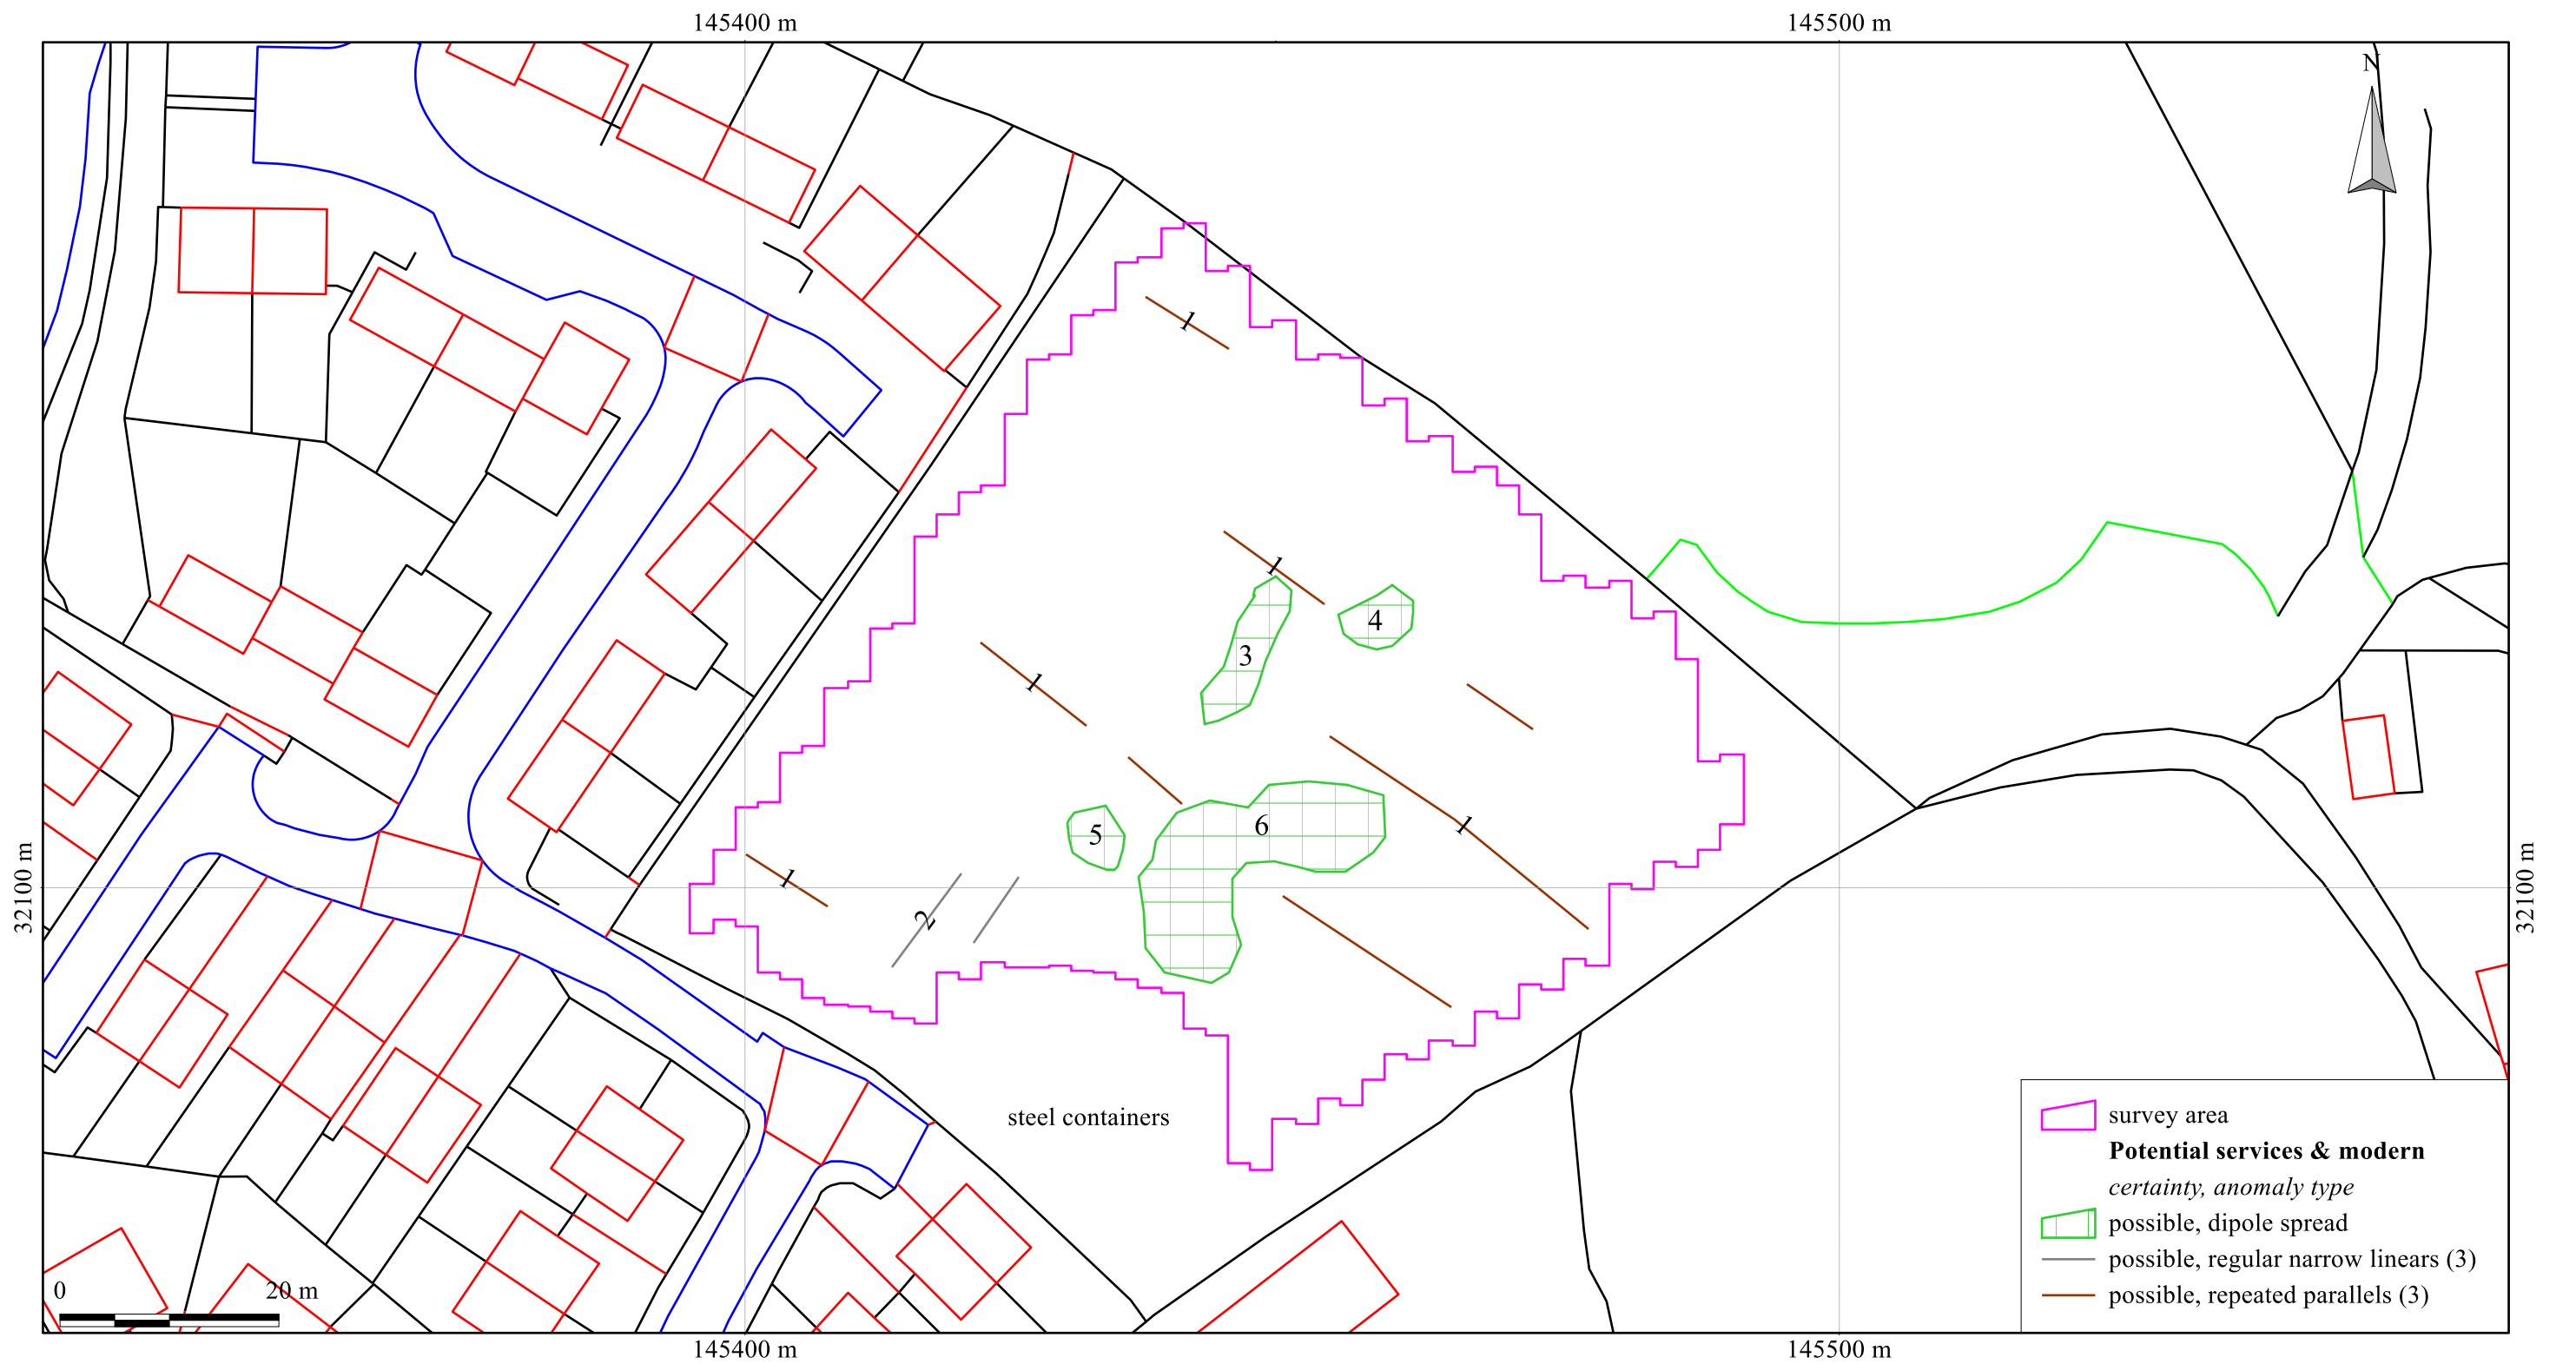 145400 m
145500 m
N
1
1
3
4
1
1
5
6
1
2
32100 m
32100 m
steel containers
survey area
Potential services & modern
certainty, anomaly type
possible, dipole spread
possible, regular narrow linears (3)
possible, repeated parallels (3)
0
20 m
145400 m
145500 m